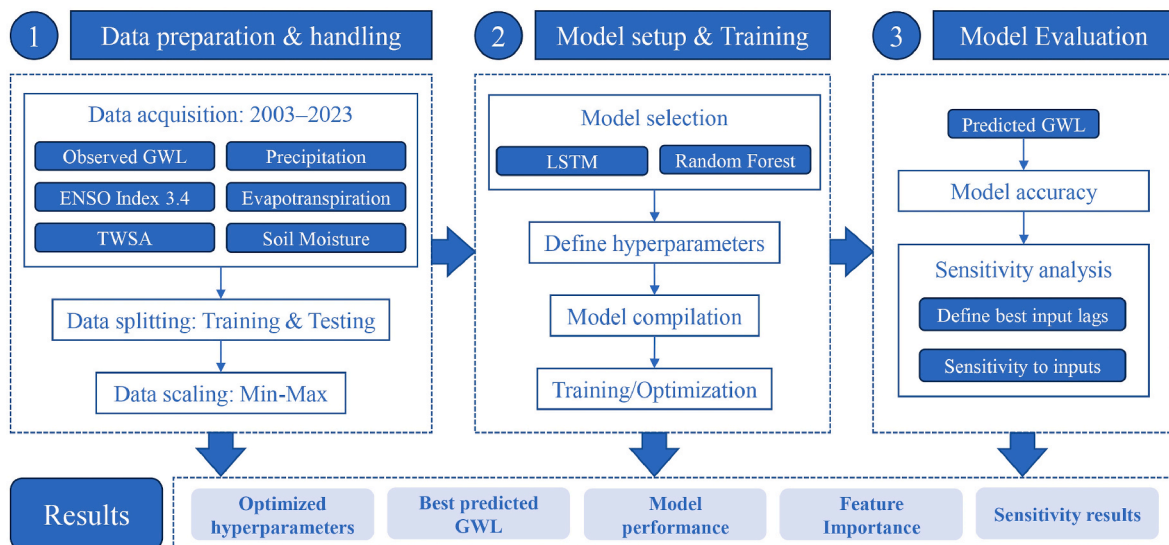 1 Data preparation & handling
Data acquisition: 2003–2023
Observed GWL
Precipitation
ENSO Index 3.4
Evapotranspiration
TWSA
Soil Moisture
Data splitting: Training & Testing
Data scaling: Min-Max
2 Model setup & Training
Model selection
LSTM
Random Forest
Define hyperparameters
Model compilation
Training/Optimization
3 Model Evaluation
Predicted GWL
Model accuracy
Sensitivity analysis
Define best input lags
Sensitivity to inputs
Results
Optimized
hyperparameters
Best predicted
GWL
Model
performance
Feature
Importance
Sensitivity results